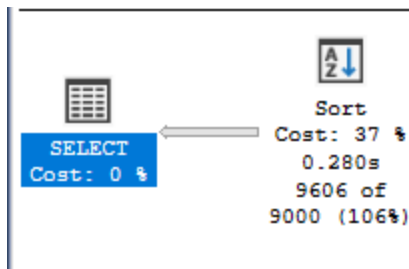 SELECT
Cost: 0 %
A
Z
Sort
Cost: 37 %
0.280s
9606 of
9000 (106%)